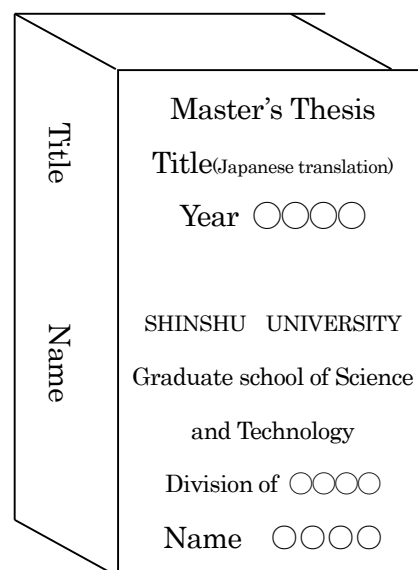 Title
Name
Master's Thesis
Title(Japanese translation)
Year ○○○○
SHINSHU UNIVERSITY
Graduate school of Science
and Technology
Division of ○○○○
Name ○○○○